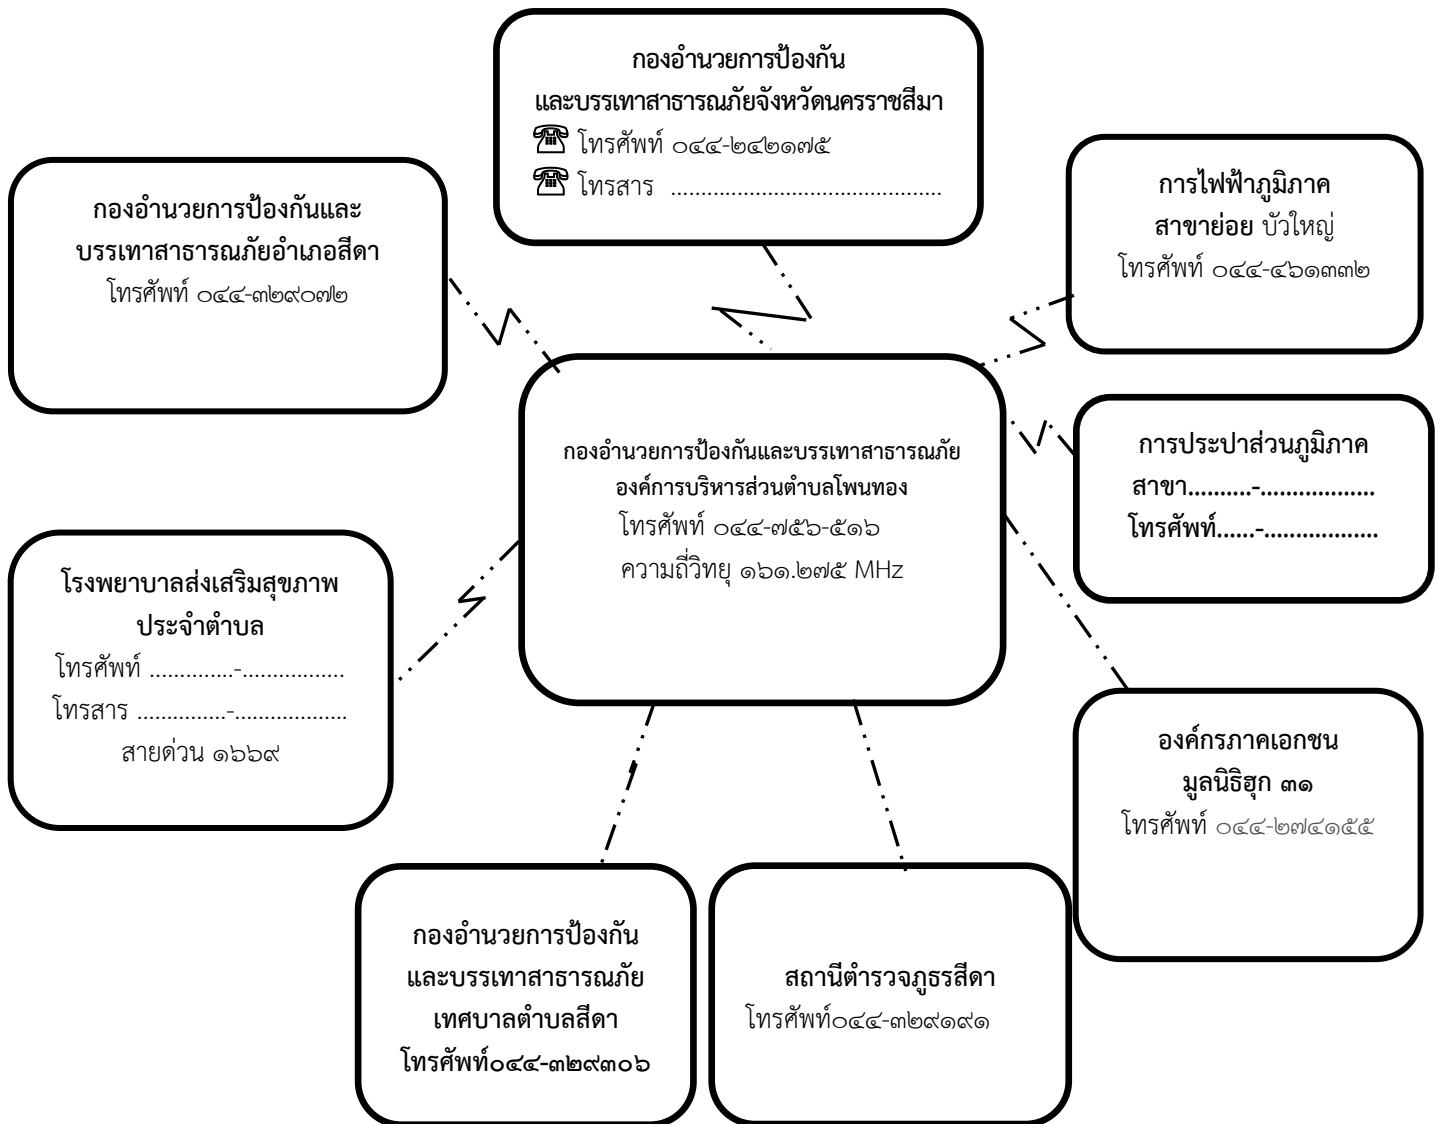 กองอำนวยการป้องกัน
และบรรเทาสาธารณภัยจังหวัดนครราชสีมา
โทรศัพท์ ๐๔๔-๒๔๒๑๗๕
โทรสาร ............................................
กองอำนวยการป้องกันและ
บรรเทาสาธารณภัยอำเภอสีดา
โทรศัพท์ ๐๔๔-๓๒๙๐๗๒
การไฟฟ้าภูมิภาค
สาขาย่อย บัวใหญ่
โทรศัพท์ ๐๔๔-๔๖๑๓๓๒
กองอำนวยการป้องกันและบรรเทาสาธารณภัย
องค์การบริหารส่วนตำบลโพนทอง
โทรศัพท์ ๐๔๔-๗๕๖-๕๑๖
ความถี่วิทยุ ๑๖๑.๒๗๕ MHz
การประปาส่วนภูมิภาค
สาขา..........-..................
โทรศัพท์......-..................
โรงพยาบาลส่งเสริมสุขภาพ
ประจำตำบล
โทรศัพท์ ..............-................
โทรสาร ...............-..................
สายด่วน ๑๖๖๙
องค์กรภาคเอกชน
มูลนิธิฮุก ๓๑
โทรศัพท์ ๐๔๔-๒๗๔๑๕๕
กองอำนวยการป้องกัน
และบรรเทาสาธารณภัย
เทศบาลตำบลสีดา
โทรศัพท์๐๔๔-๓๒๙๓๐๖
สถานีตำรวจภูธรสีดา
โทรศัพท์๐๔๔-๓๒๙๑๙๑